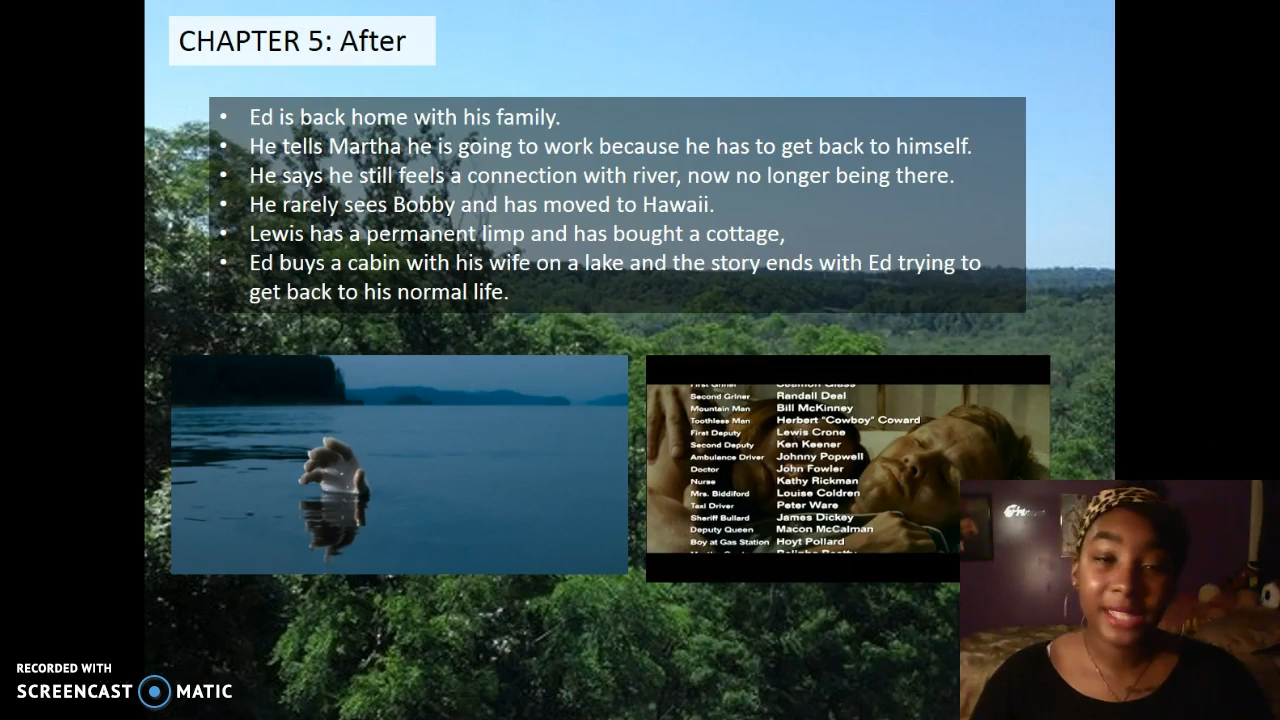 CHAPTER 5: After
• Ed is back home with his family.
• He tells Martha he is going to work because he has to get back to himself.
• He says he still feels a connection with river, now no longer being there.
• He rarely sees Bobby and has moved to Hawaii.
• Lewis has a permanent limp and has bought a cottage,
• Ed buys a cabin with his wife on a lake and the story ends with Ed trying to
get back to his normal life.
First Griner Seamon Glass
Second Griner Randall Deal
Mountain Man Bill McKinney
Toothless Man Herbert "Cowboy" Coward
First Deputy Lewis Crone
Second Deputy Ken Keener
Ambulance Driver Johnny Popwell
Doctor John Fowler
Nurse Kathy Rickman
Mrs. Biddiford Louise Coldren
Taxi Driver Peter Ware
Sheriff Bullard James Dickey
Deputy Queen Macon McCalman
Boy at Gas Station Hoyt Pollard
RECORDED WITH
SCREENCAST MATIC